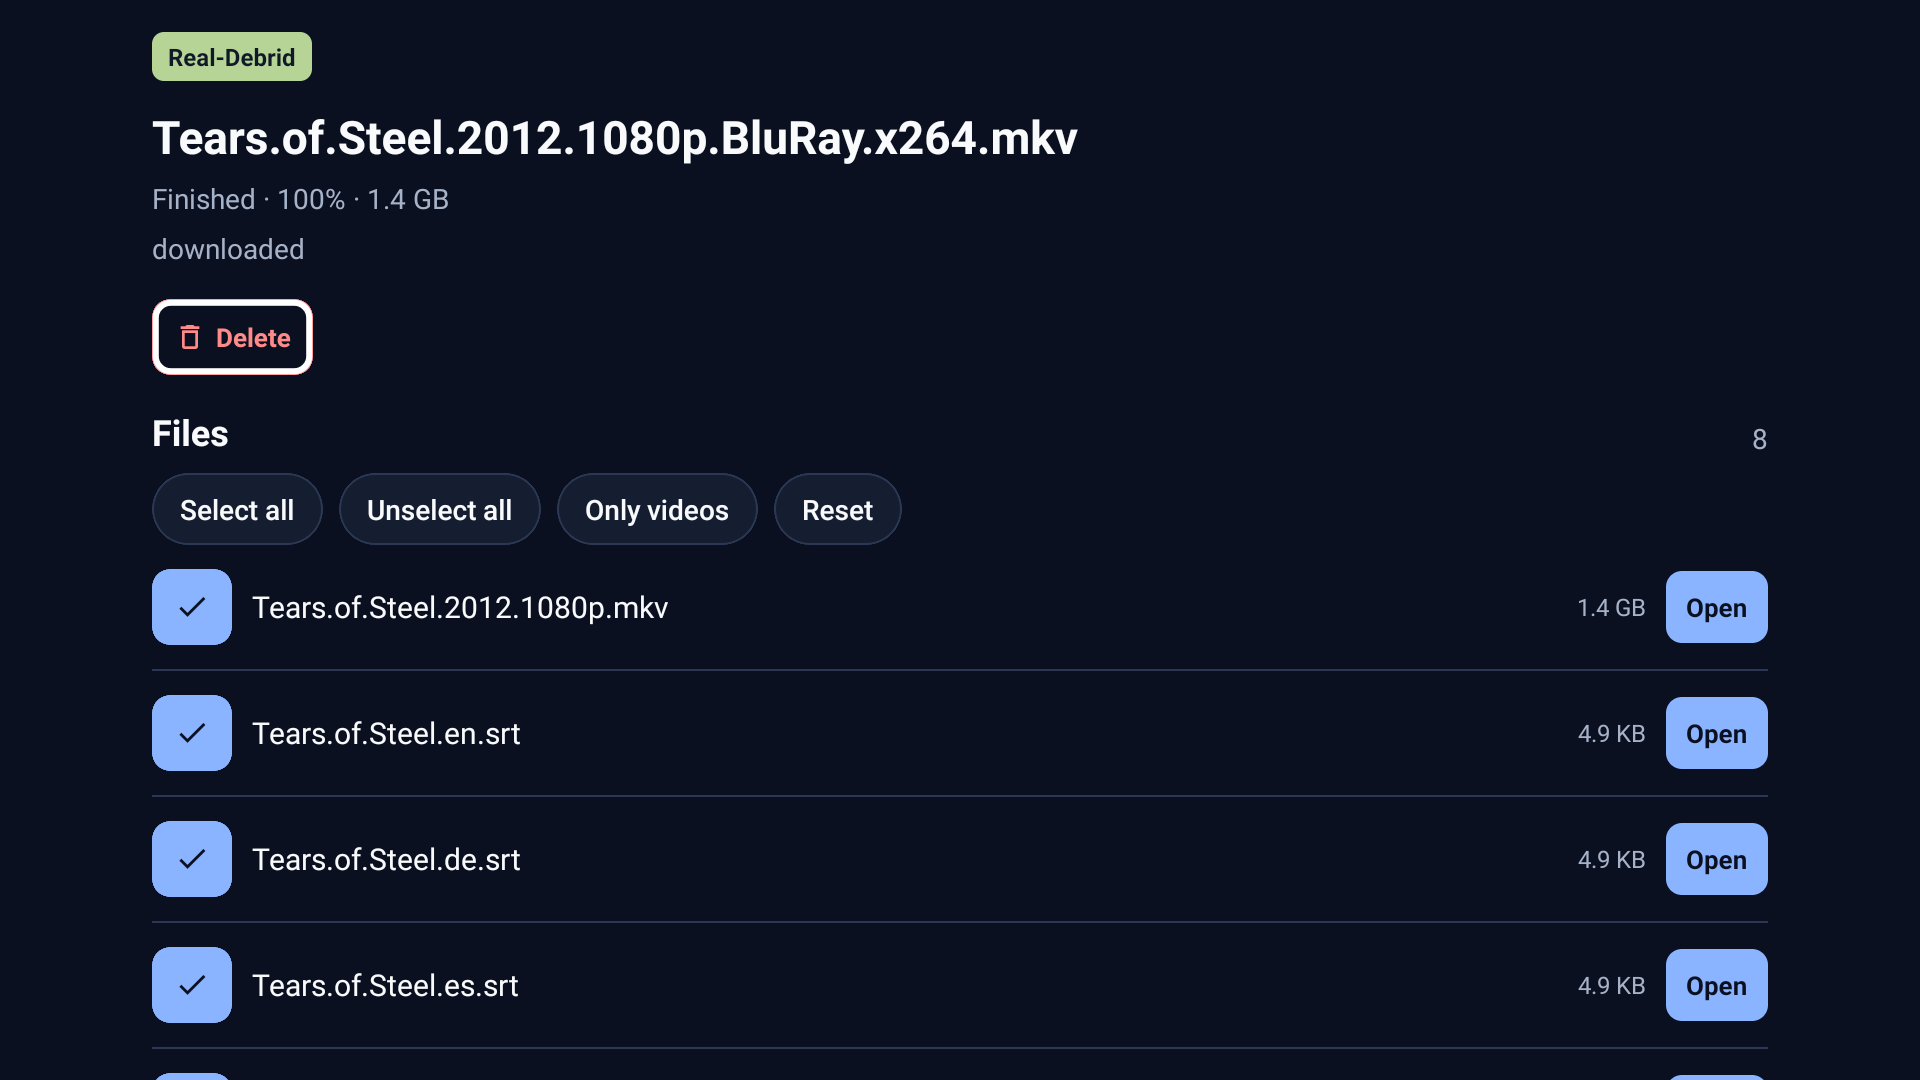 Real-Debrid
Tears.of.Steel.2012.1080p.BluRay.x264.mkv
Finished · 100% · 1.4 GB
downloaded
Delete
Files 8
Select all Unselect all Only videos Reset
Tears.of.Steel.2012.1080p.mkv 1.4 GB Open
Tears.of.Steel.en.srt 4.9 KB Open
Tears.of.Steel.de.srt 4.9 KB Open
Tears.of.Steel.es.srt 4.9 KB Open